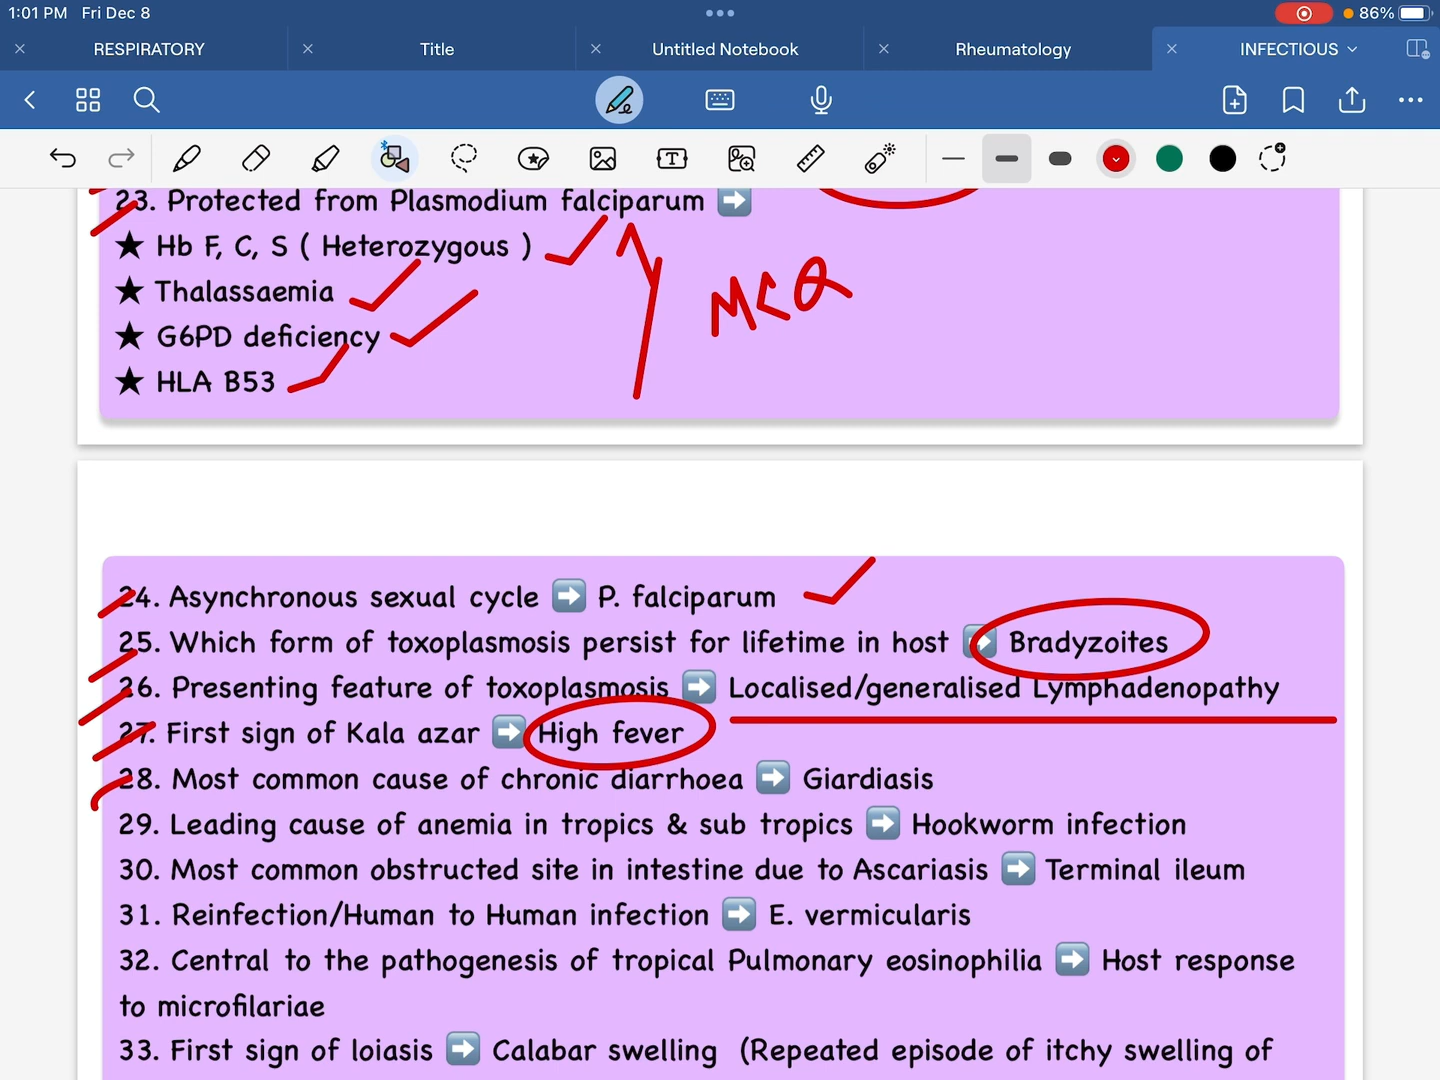 1:01 PM Fri Dec 8
86%
RESPIRATORY
Title
Untitled Notebook
Rheumatology
INFECTIOUS
23. Protected from Plasmodium falciparum ➡
★ Hb F, C, S ( Heterozygous )
★ Thalassaemia
★ G6PD deficiency
★ HLA B53
MCQ
24. Asynchronous sexual cycle ➡ P. falciparum
25. Which form of toxoplasmosis persist for lifetime in host ➡ Bradyzoites
26. Presenting feature of toxoplasmosis ➡ Localised/generalised Lymphadenopathy
27. First sign of Kala azar ➡ High fever
28. Most common cause of chronic diarrhoea ➡ Giardiasis
29. Leading cause of anemia in tropics & sub tropics ➡ Hookworm infection
30. Most common obstructed site in intestine due to Ascariasis ➡ Terminal ileum
31. Reinfection/Human to Human infection ➡ E. vermicularis
32. Central to the pathogenesis of tropical Pulmonary eosinophilia ➡ Host response
to microfilariae
33. First sign of loiasis ➡ Calabar swelling (Repeated episode of itchy swelling of